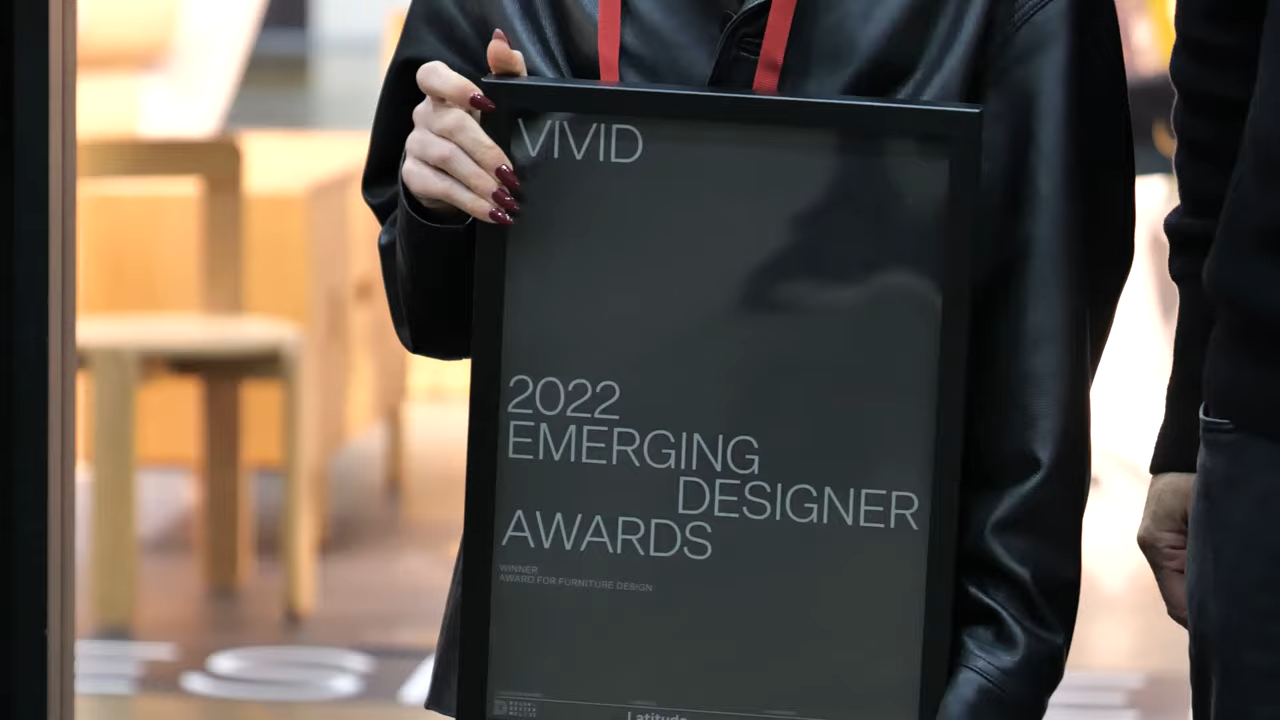 VIVID
2022
EMERGING
DESIGNER
AWARDS
WINNER
AWARD FOR FURNITURE DESIGN
Latitude